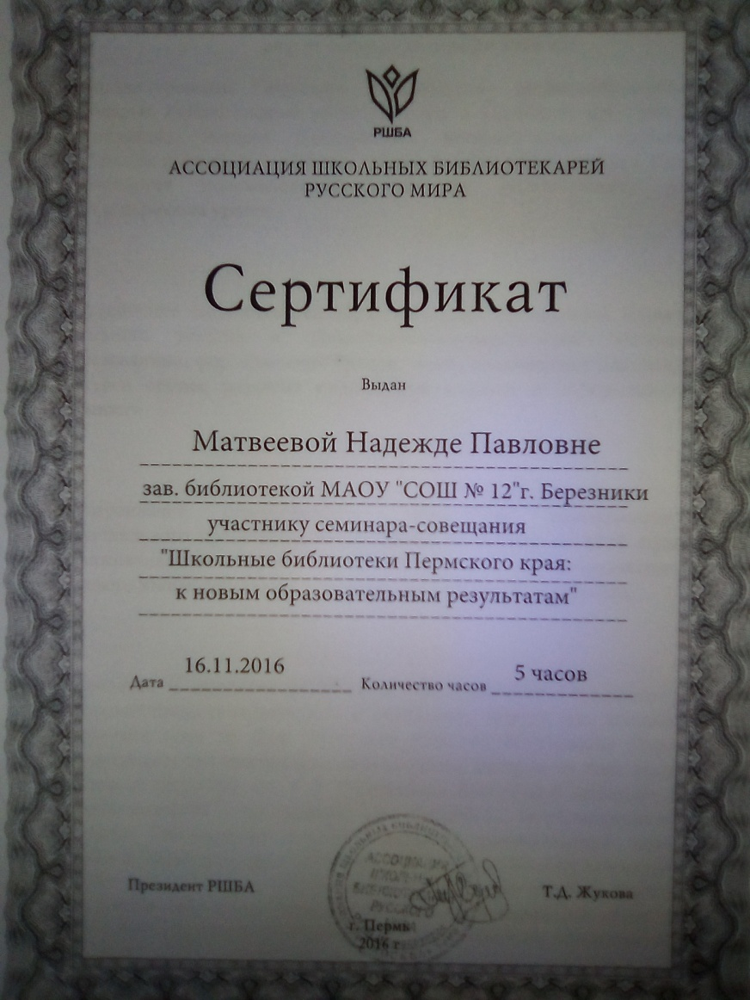 РШБА
АССОЦИАЦИЯ ШКОЛЬНЫХ БИБЛИОТЕКАРЕЙ
РУССКОГО МИРА
Сертификат
Выдан
Матвеевой Надежде Павловне
зав. библиотекой МАОУ "СОШ № 12"г. Березники
участнику семинара-совещания
"Школьные библиотеки Пермского края:
к новым образовательным результатам"
Дата 16.11.2016 Количество часов 5 часов
Президент РШБА Т.Д. Жукова
АССОЦИАЦИЯ
РУССКОГО
г. Пермь
2016 г.